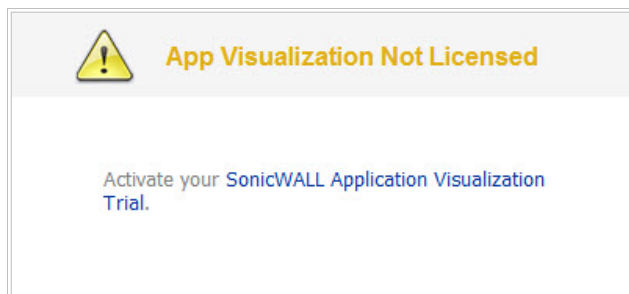 App Visualization Not Licensed
Activate your SonicWALL Application Visualization
Trial.